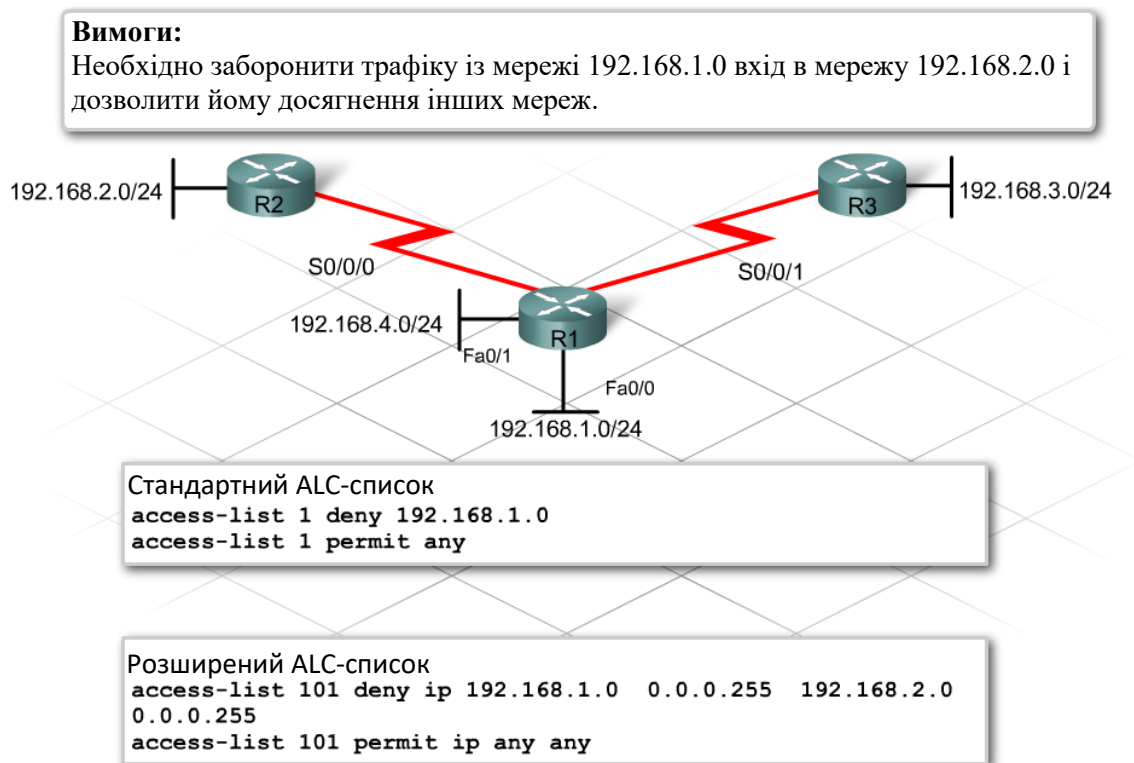 Вимоги:
Необхідно заборонити трафіку із мережі 192.168.1.0 вхід в мережу 192.168.2.0 і
дозволити йому досягнення інших мереж.
192.168.2.0/24
R2
R3
192.168.3.0/24
S0/0/0
S0/0/1
192.168.4.0/24
R1
Fa0/1
Fa0/0
192.168.1.0/24
Стандартний ALC-список
access-list 1 deny 192.168.1.0
access-list 1 permit any
Розширений ALC-список
access-list 101 deny ip 192.168.1.0 0.0.0.255 192.168.2.0
0.0.0.255
access-list 101 permit ip any any